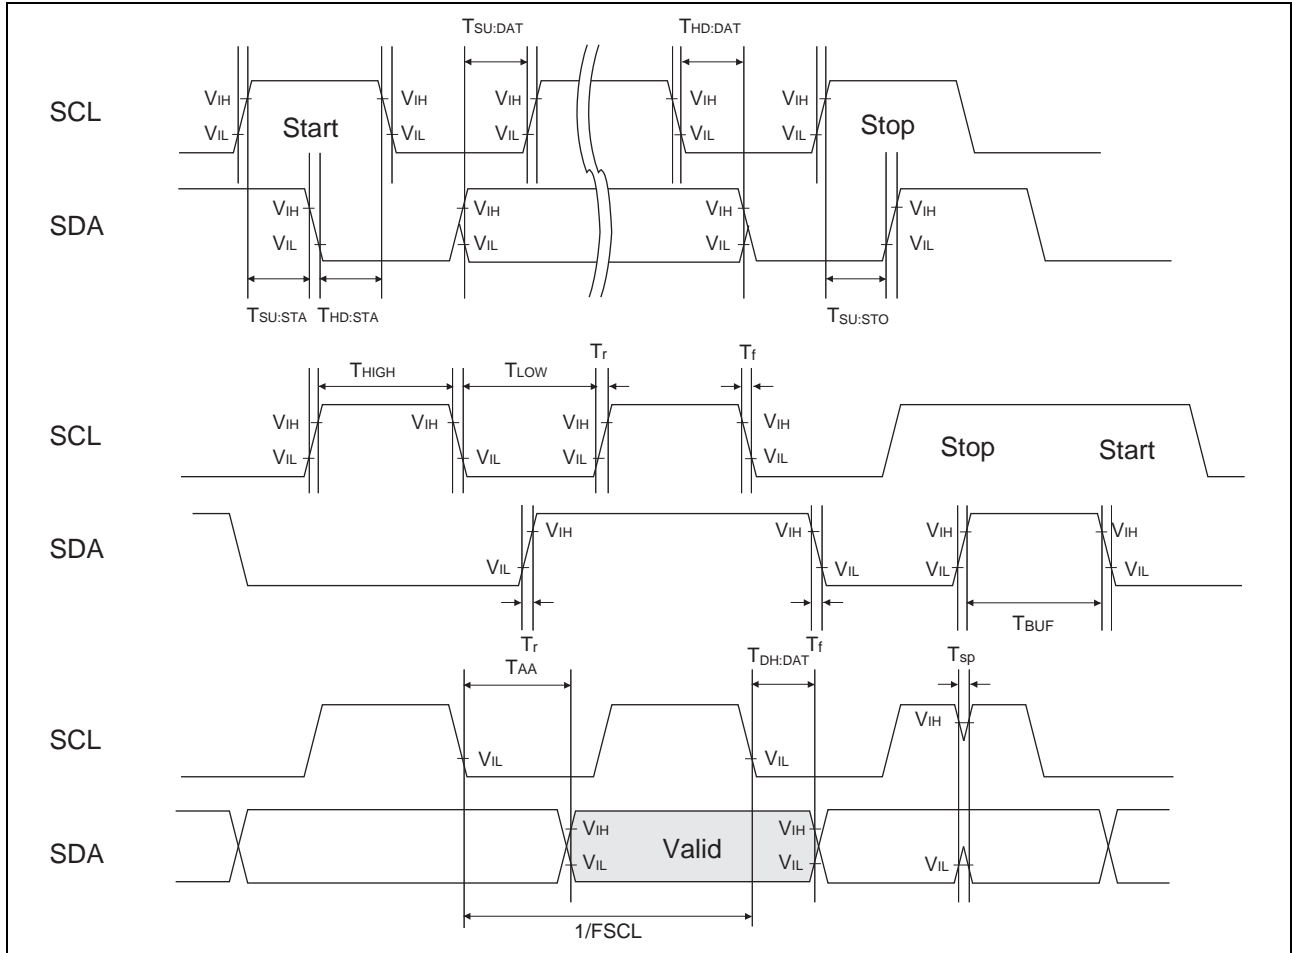 TSU:DAT THD:DAT
SCL VIH VIL Start VIH VIL VIH VIL VIH VIL VIH VIL Stop
SDA VIH VIL VIH VIL VIH VIL VIH VIL
TSU:STA THD:STA TSU:STO
THIGH TLOW Tr Tf
SCL VIH VIL VIH VIL VIH VIL VIH VIL Stop Start
SDA VIL VIH VIH VIL VIH VIL VIH VIL
Tr Tf TBUF
TAA TDH:DAT Tsp
SCL VIL VIL VIH
SDA VIH VIL Valid VIH VIL VIL
1/FSCL